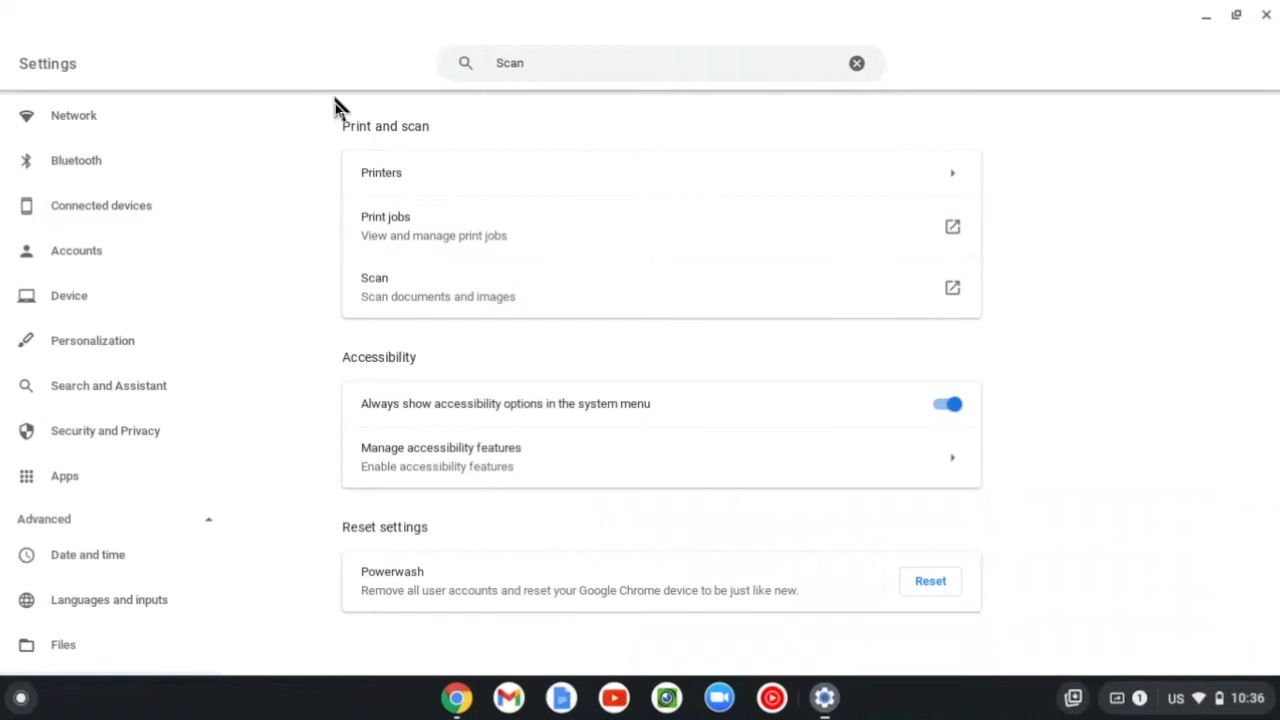 Settings
Scan
Network
Bluetooth
Connected devices
Accounts
Device
Personalization
Search and Assistant
Security and Privacy
Apps
Advanced
Date and time
Languages and inputs
Files
Print and scan
Printers
Print jobs
View and manage print jobs
Scan
Scan documents and images
Accessibility
Always show accessibility options in the system menu
Manage accessibility features
Enable accessibility features
Reset settings
Powerwash
Remove all user accounts and reset your Google Chrome device to be just like new.
Reset
1 US 10:36